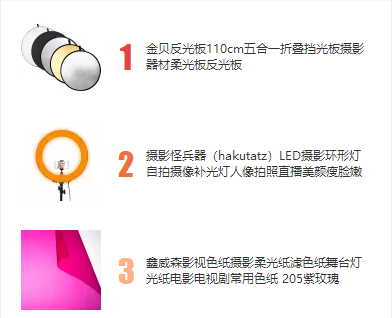 1
金贝反光板110cm五合一折叠挡光板摄影
器材柔光板反光板
2
摄影怪兵器（hakutatz）LED摄影环形灯
自拍摄像补光灯人像拍照直播美颜瘦脸嫩
3
鑫威森影视色纸摄影柔光纸滤色纸舞台灯
光纸电影电视剧常用色纸 205紫玫瑰